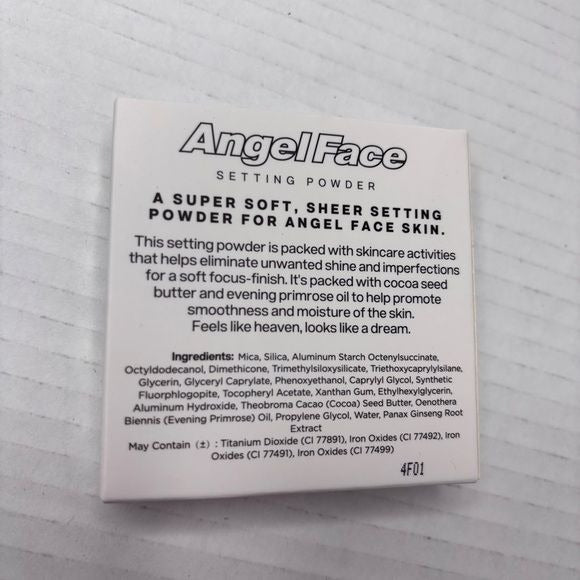 Angel Face
SETTING POWDER
A SUPER SOFT, SHEER SETTING
POWDER FOR ANGEL FACE SKIN.
This setting powder is packed with skincare activities
that helps eliminate unwanted shine and imperfections
for a soft focus-finish. It's packed with cocoa seed
butter and evening primrose oil to help promote
smoothness and moisture of the skin.
Feels like heaven, looks like a dream.
Ingredients: Mica, Silica, Aluminum Starch Octenylsuccinate,
Octyldodecanol, Dimethicone, Trimethylsiloxysilicate, Triethoxycaprylylsilane,
Glycerin, Glyceryl Caprylate, Phenoxyethanol, Caprylyl Glycol, Synthetic
Fluorphlogopite, Tocopheryl Acetate, Xanthan Gum, Ethylhexylglycerin,
Aluminum Hydroxide, Theobroma Cacao (Cocoa) Seed Butter, Oenothera
Biennis (Evening Primrose) Oil, Propylene Glycol, Water, Panax Ginseng Root
Extract
May Contain (±) : Titanium Dioxide (CI 77891), Iron Oxides (CI 77492), Iron
Oxides (CI 77491), Iron Oxides (CI 77499)
4F01